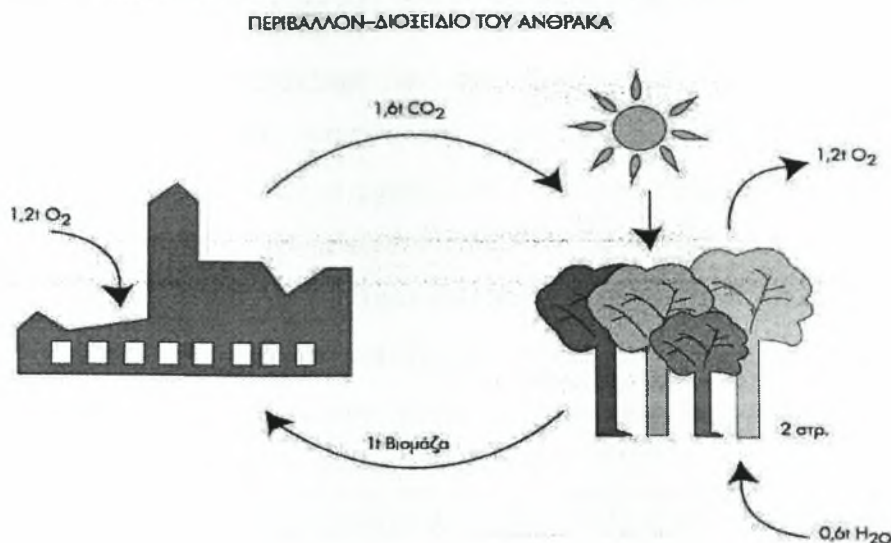 ΠΕΡΙΒΑΛΛΟΝ–ΔΙΟΞΕΙΔΙΟ ΤΟΥ ΑΝΘΡΑΚΑ
1,6t CO₂
1,2t O₂
1,2t O₂
1t Βιομάζα
2 στρ.
0,6t H₂O